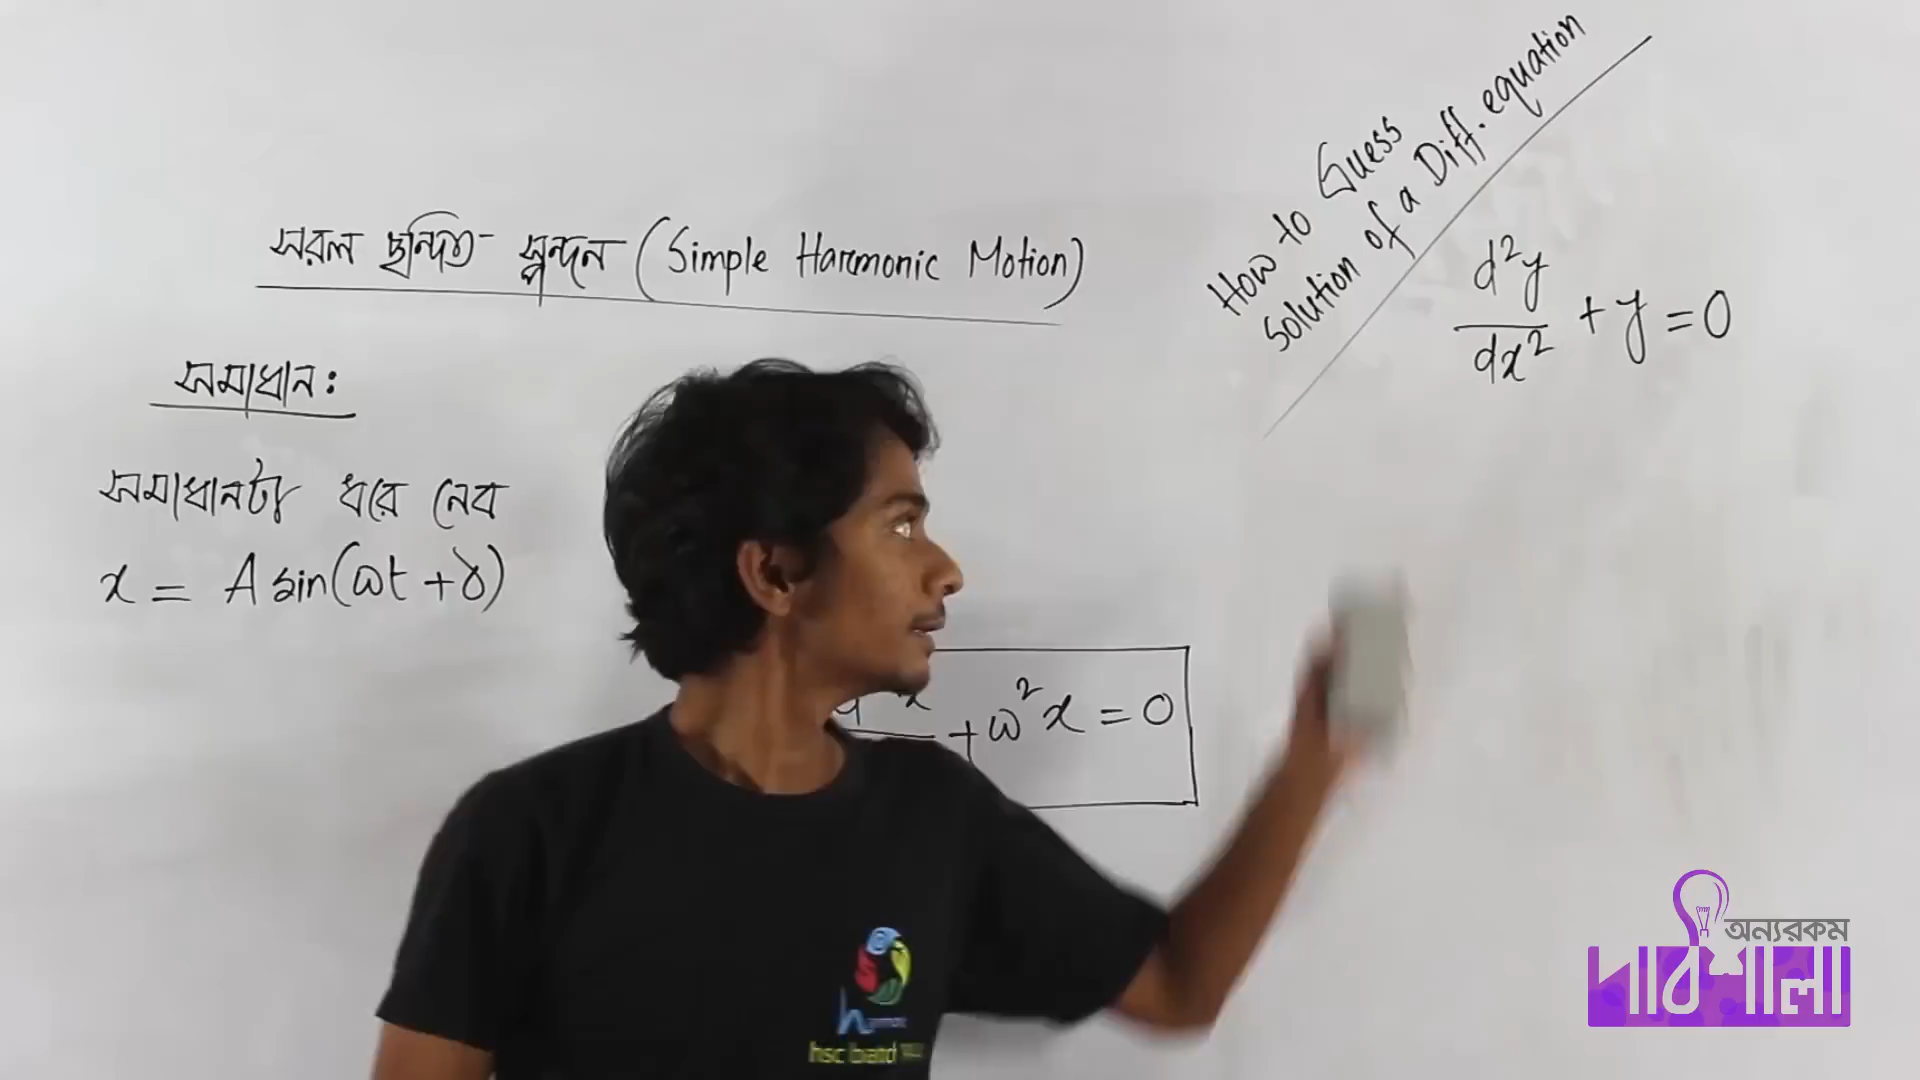 সরল ছন্দিত স্পন্দন (Simple Harmonic Motion)
সমাধান:
সমাধানটা ধরে নেব
x = A sin(ωt + δ)
+ ω²x = 0
How to Guess
Solution of a Diff. equation
d²y/dx² + y = 0
hsc batch
অন্যরকম
পাঠশালা